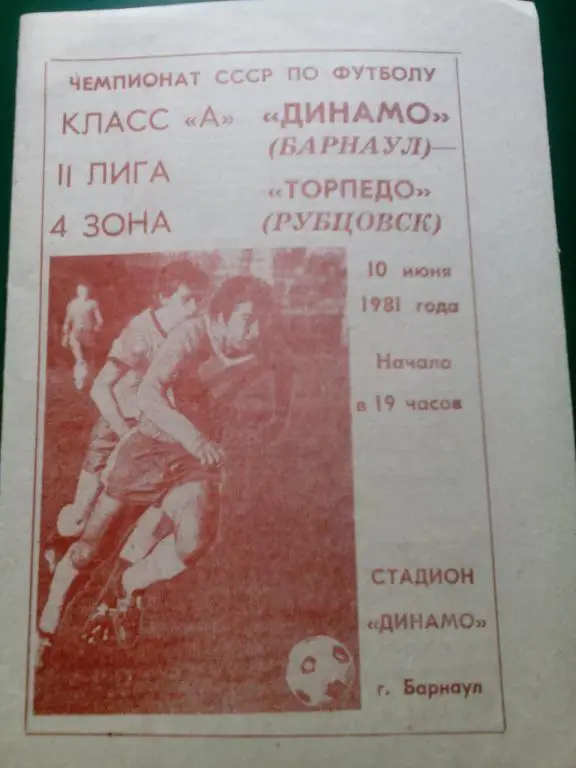 ЧЕМПИОНАТ СССР ПО ФУТБОЛУ
КЛАСС «А»
II ЛИГА
4 ЗОНА
«ДИНАМО»
(БАРНАУЛ)—
«ТОРПЕДО»
(РУБЦОВСК)
10 июня
1981 года
Начало
в 19 часов
СТАДИОН
«ДИНАМО»
г. Барнаул